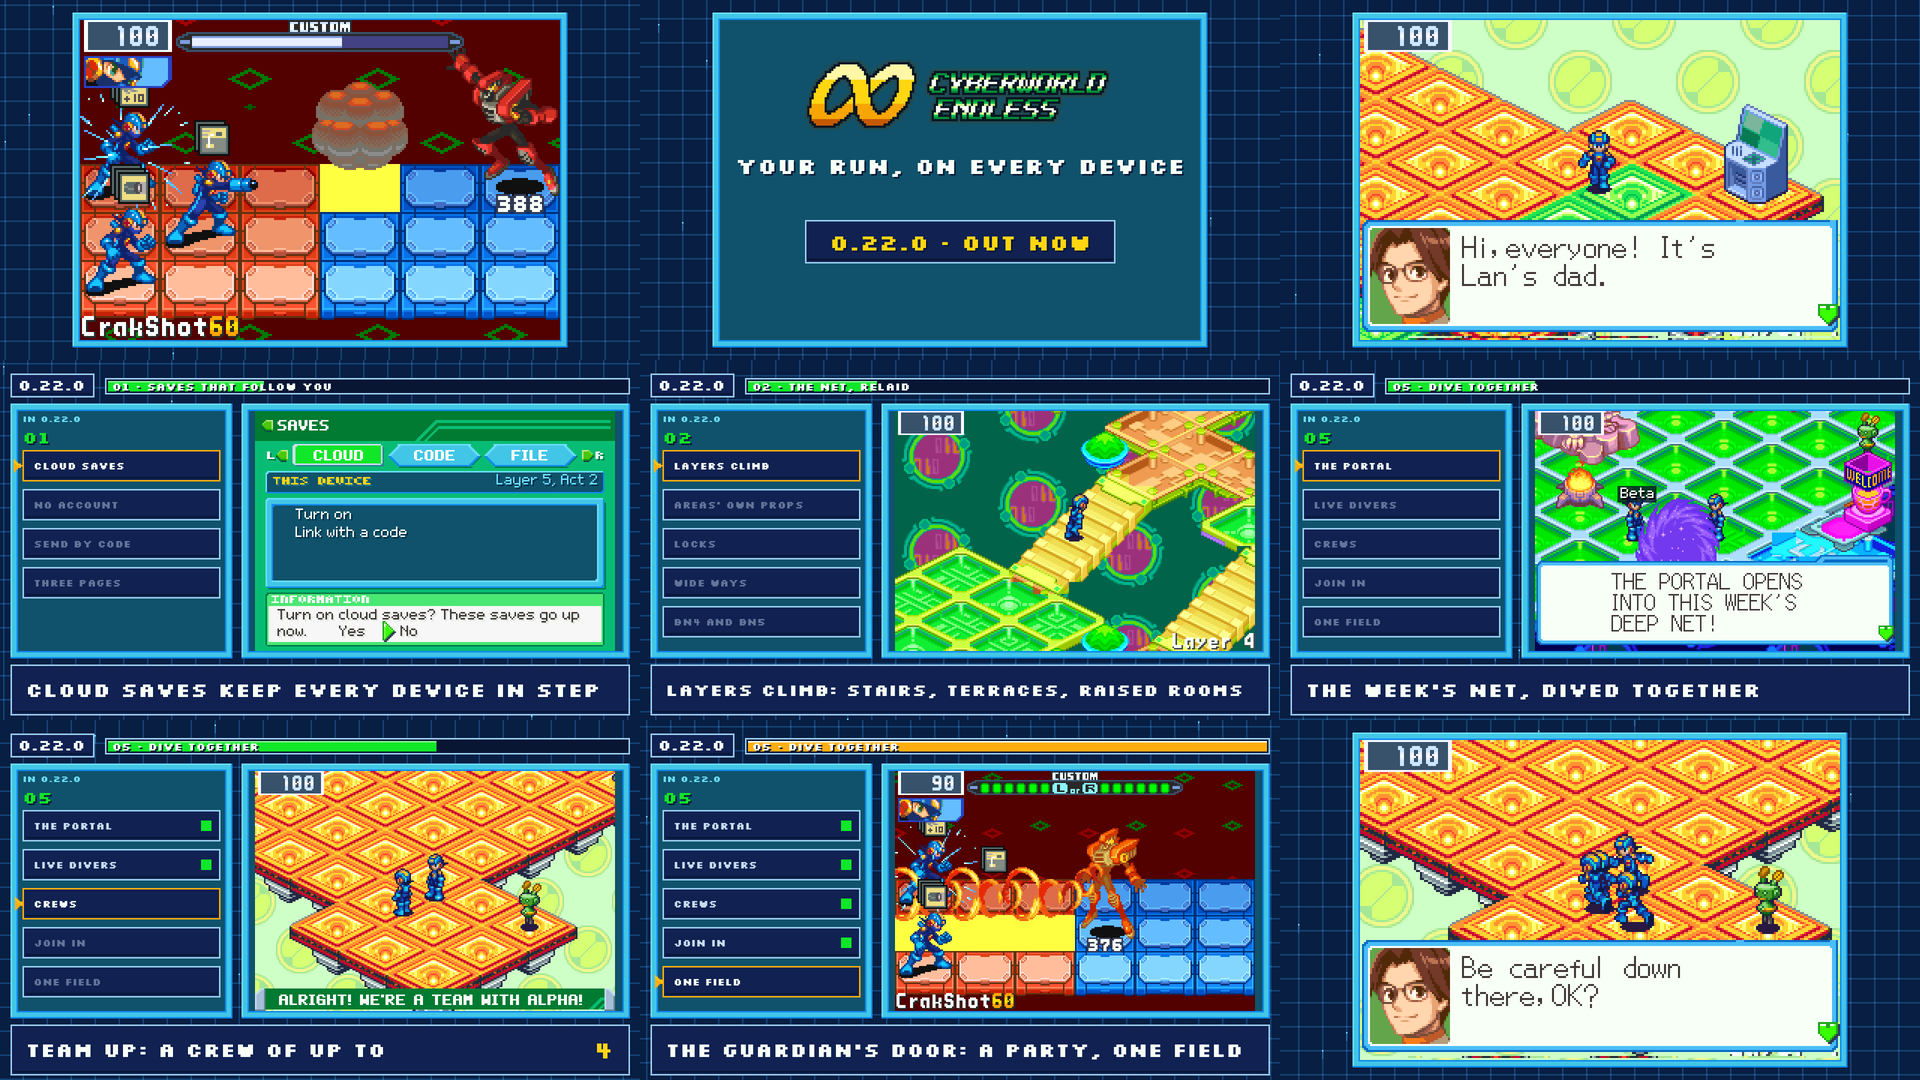 100
CUSTOM
+10
388
CrakShot60
CYBERWORLD
ENDLESS
YOUR RUN, ON EVERY DEVICE
0.22.0 - OUT NOW
100
Hi, everyone! It's
Lan's dad.
0.22.0
01 - SAVES THAT FOLLOW YOU
IN 0.22.0
01
CLOUD SAVES
NO ACCOUNT
SEND BY CODE
THREE PAGES
SAVES
L CLOUD CODE FILE R
THIS DEVICE Layer 5, Act 2
Turn on
Link with a code
INFORMATION
Turn on cloud saves? These saves go up
now. Yes No
CLOUD SAVES KEEP EVERY DEVICE IN STEP
0.22.0
02 - THE NET, RELAID
IN 0.22.0
02
LAYERS CLIMB
AREAS' OWN PROPS
LOCKS
WIDE WAYS
BN4 AND BN5
100
Layer 4
LAYERS CLIMB: STAIRS, TERRACES, RAISED ROOMS
0.22.0
05 - DIVE TOGETHER
IN 0.22.0
05
THE PORTAL
LIVE DIVERS
CREWS
JOIN IN
ONE FIELD
100
WELCOME
Beta
THE PORTAL OPENS
INTO THIS WEEK'S
DEEP NET!
THE WEEK'S NET, DIVED TOGETHER
0.22.0
05 - DIVE TOGETHER
IN 0.22.0
05
THE PORTAL
LIVE DIVERS
CREWS
JOIN IN
ONE FIELD
100
ALRIGHT! WE'RE A TEAM WITH ALPHA!
TEAM UP: A CREW OF UP TO 4
0.22.0
05 - DIVE TOGETHER
IN 0.22.0
05
THE PORTAL
LIVE DIVERS
CREWS
JOIN IN
ONE FIELD
90
CUSTOM
L or R
+10
376
CrakShot60
THE GUARDIAN'S DOOR: A PARTY, ONE FIELD
100
Be careful down
there, OK?